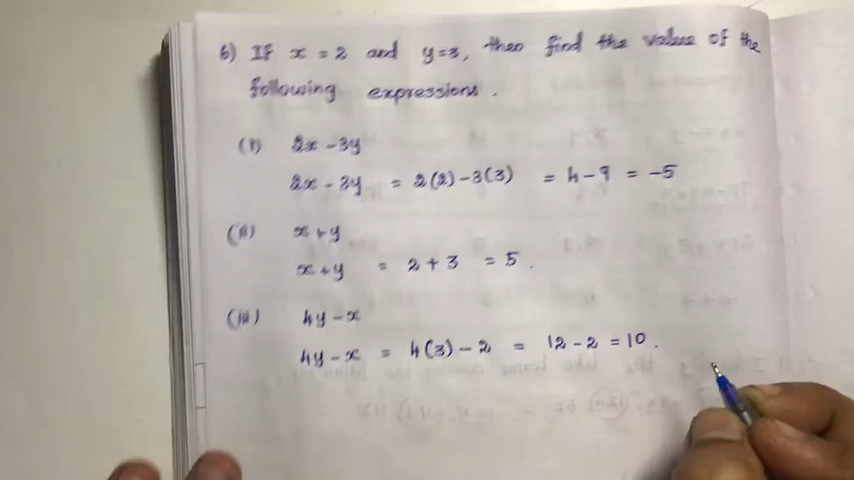 6) If x = 2 and y=3, then find the value of the
following expressions.
(i) 2x - 3y
2x - 3y = 2(2) - 3(3) = 4 - 9 = -5
(ii) x+y
x+y = 2 + 3 = 5.
(iii) 4y - x
4y - x = 4(3) - 2 = 12 - 2 = 10.